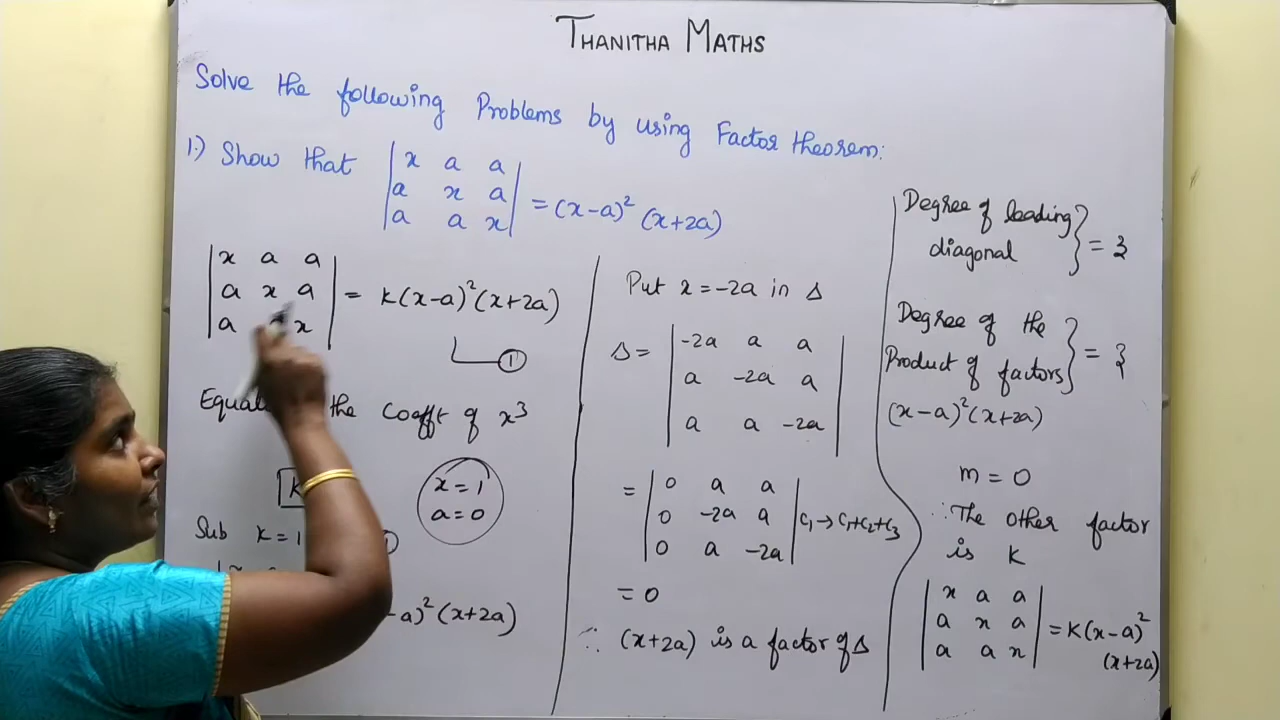 THANITHA MATHS
Solve the following Problems by using Factor theorem:
1.) Show that | x a a |
| a x a | = (x-a)² (x+2a)
| a a x |
| x a a |
| a x a | = K(x-a)²(x+2a)
| a x |
①
the Coefft of x³
x = 1
a = 0
Sub K = 1
-a)² (x+2a)
Put x = -2a in Δ
Δ = | -2a a a |
| a -2a a |
| a a -2a |
= | 0 a a |
| 0 -2a a | C₁→C₁+C₂+C₃
| 0 a -2a |
= 0
∴ (x+2a) is a factor of Δ
Degree of leading
diagonal } = 3
Degree of the
Product of factors } = 3
(x-a)²(x+2a)
m = 0
∴ The other factor
is K
| x a a |
| a x a | = K(x-a)²
| a a x | (x+2a)